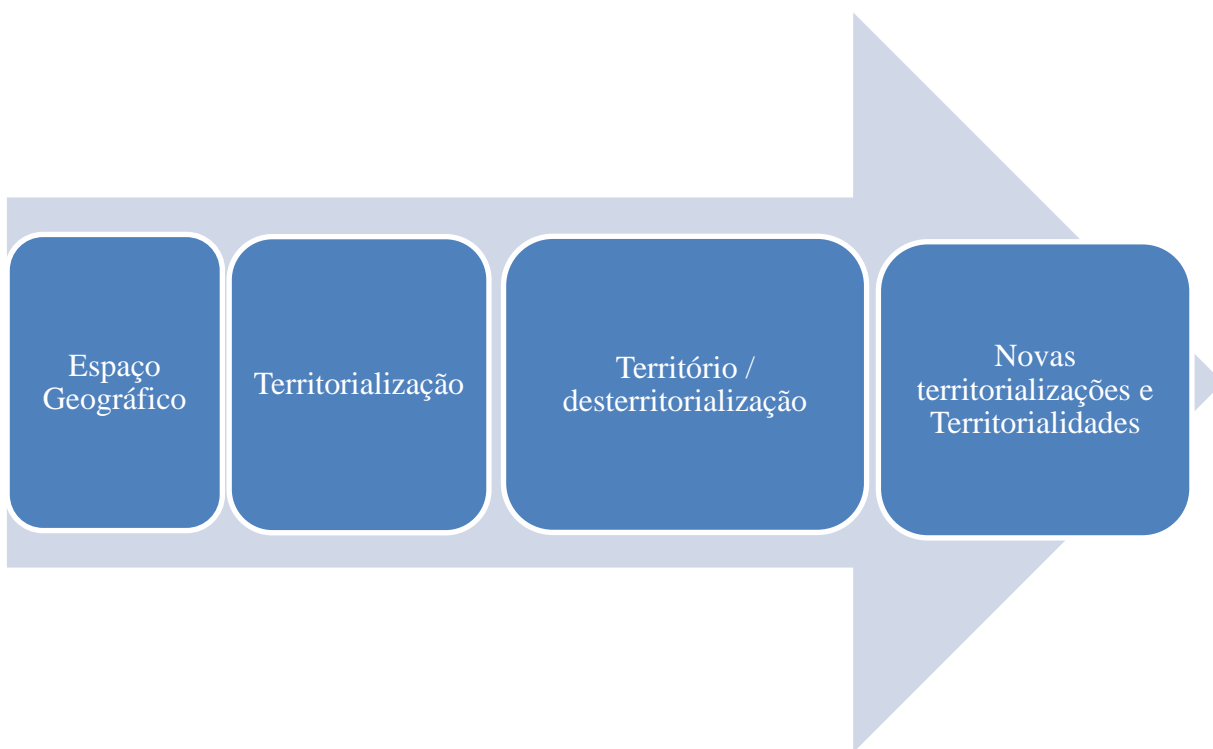 Espaço
Geográfico
Territorialização
Território /
desterritorialização
Novas
territorializações e
Territorialidades